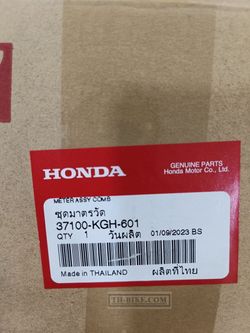 HONDA
GENUINE PARTS
Honda Motor Co., Ltd.
METER ASSY COMB
ชุดมาตรวัด
37100-KGH-601
QTY 1 วันผลิต 01/09/2023 BS
Made in THAILAND ผลิตที่ไทย
TH-BIKE.COM